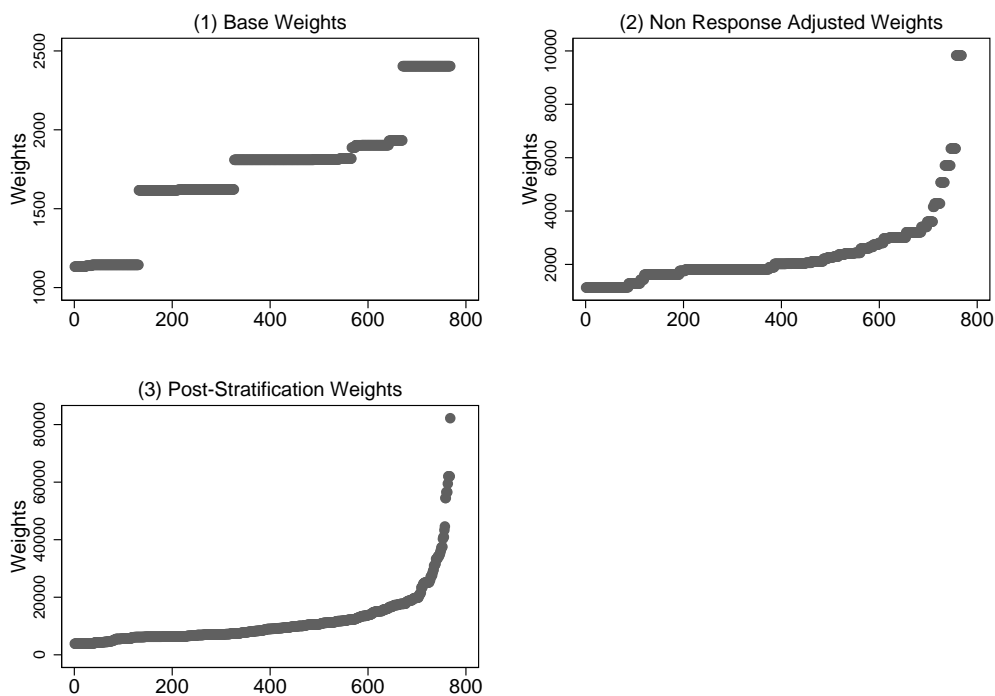 (1) Base Weights
Weights
2500
2000
1500
1000
0 200 400 600 800
(2) Non Response Adjusted Weights
Weights
10000
8000
6000
4000
2000
0 200 400 600 800
(3) Post-Stratification Weights
Weights
80000
60000
40000
20000
0
0 200 400 600 800